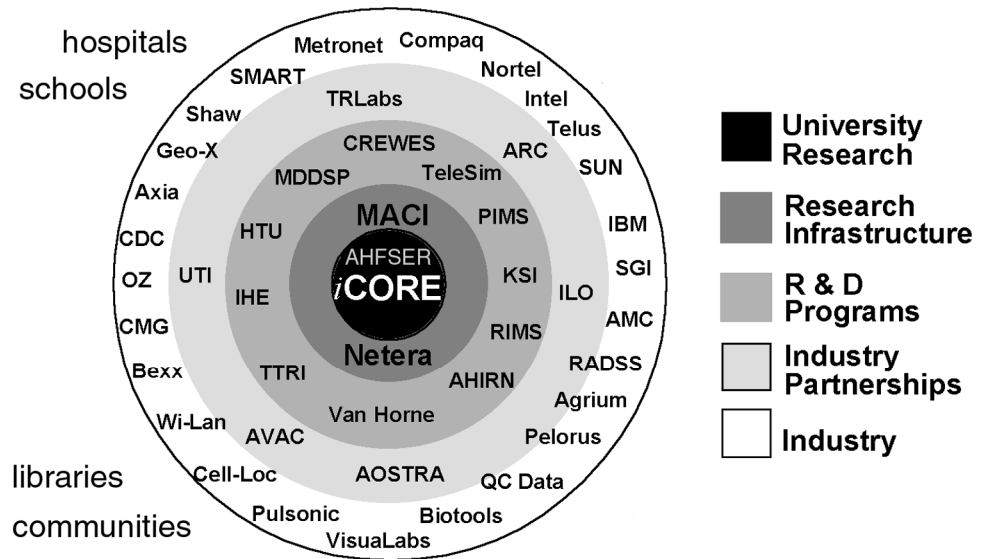 hospitals
schools
Metronet
Compaq
SMART
Nortel
Shaw
TRLabs
Intel
Telus
Geo-X
CREWES
ARC
SUN
MDDSP
TeleSim
Axia
MACI
PIMS
IBM
HTU
CDC
AHFSER
OZ
UTI
iCORE
KSI
SGI
IHE
ILO
CMG
RIMS
AMC
Netera
Bexx
TTRI
AHIRN
RADSS
Van Horne
Agrium
Wi-Lan
AVAC
Pelorus
Cell-Loc
AOSTRA
QC Data
Pulsonic
Biotools
VisuaLabs
libraries
communities
University
Research
Research
Infrastructure
R & D
Programs
Industry
Partnerships
Industry